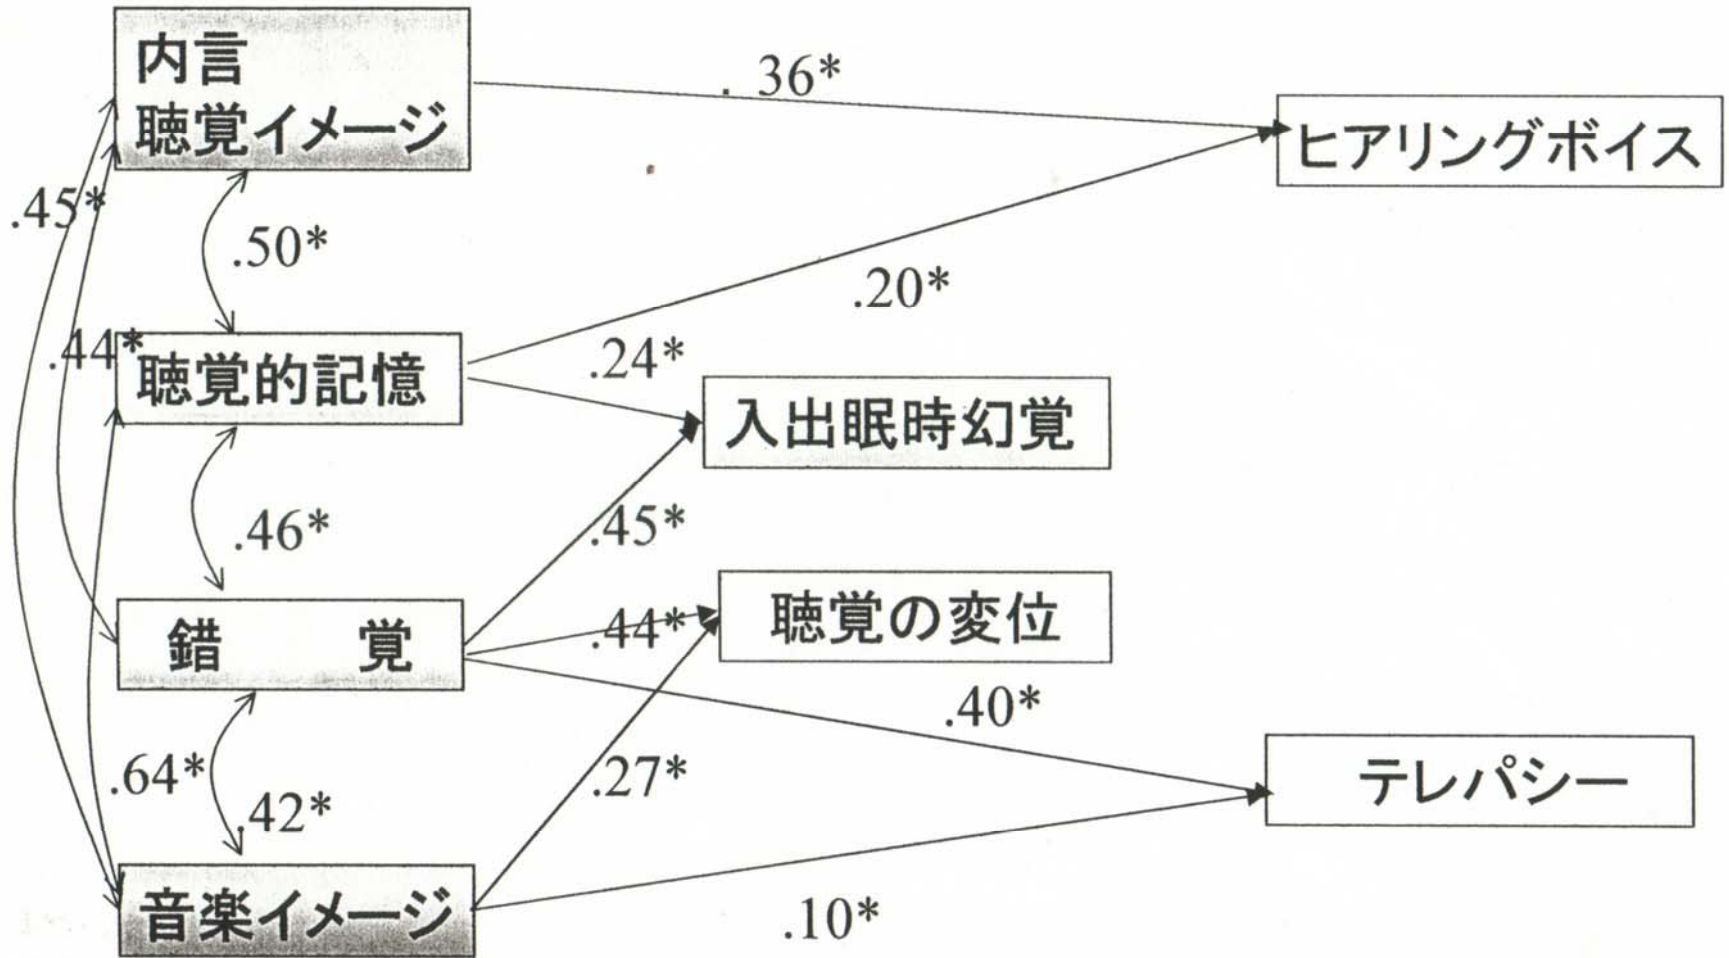 内言
聴覚イメージ
. 36*
ヒアリングボイス
.45*
.50*
.20*
.44*
聴覚的記憶
.24*
入出眠時幻覚
.46*
.45*
錯　覚
.44*
聴覚の変位
.40*
.64*
.42*
.27*
テレパシー
音楽イメージ
.10*